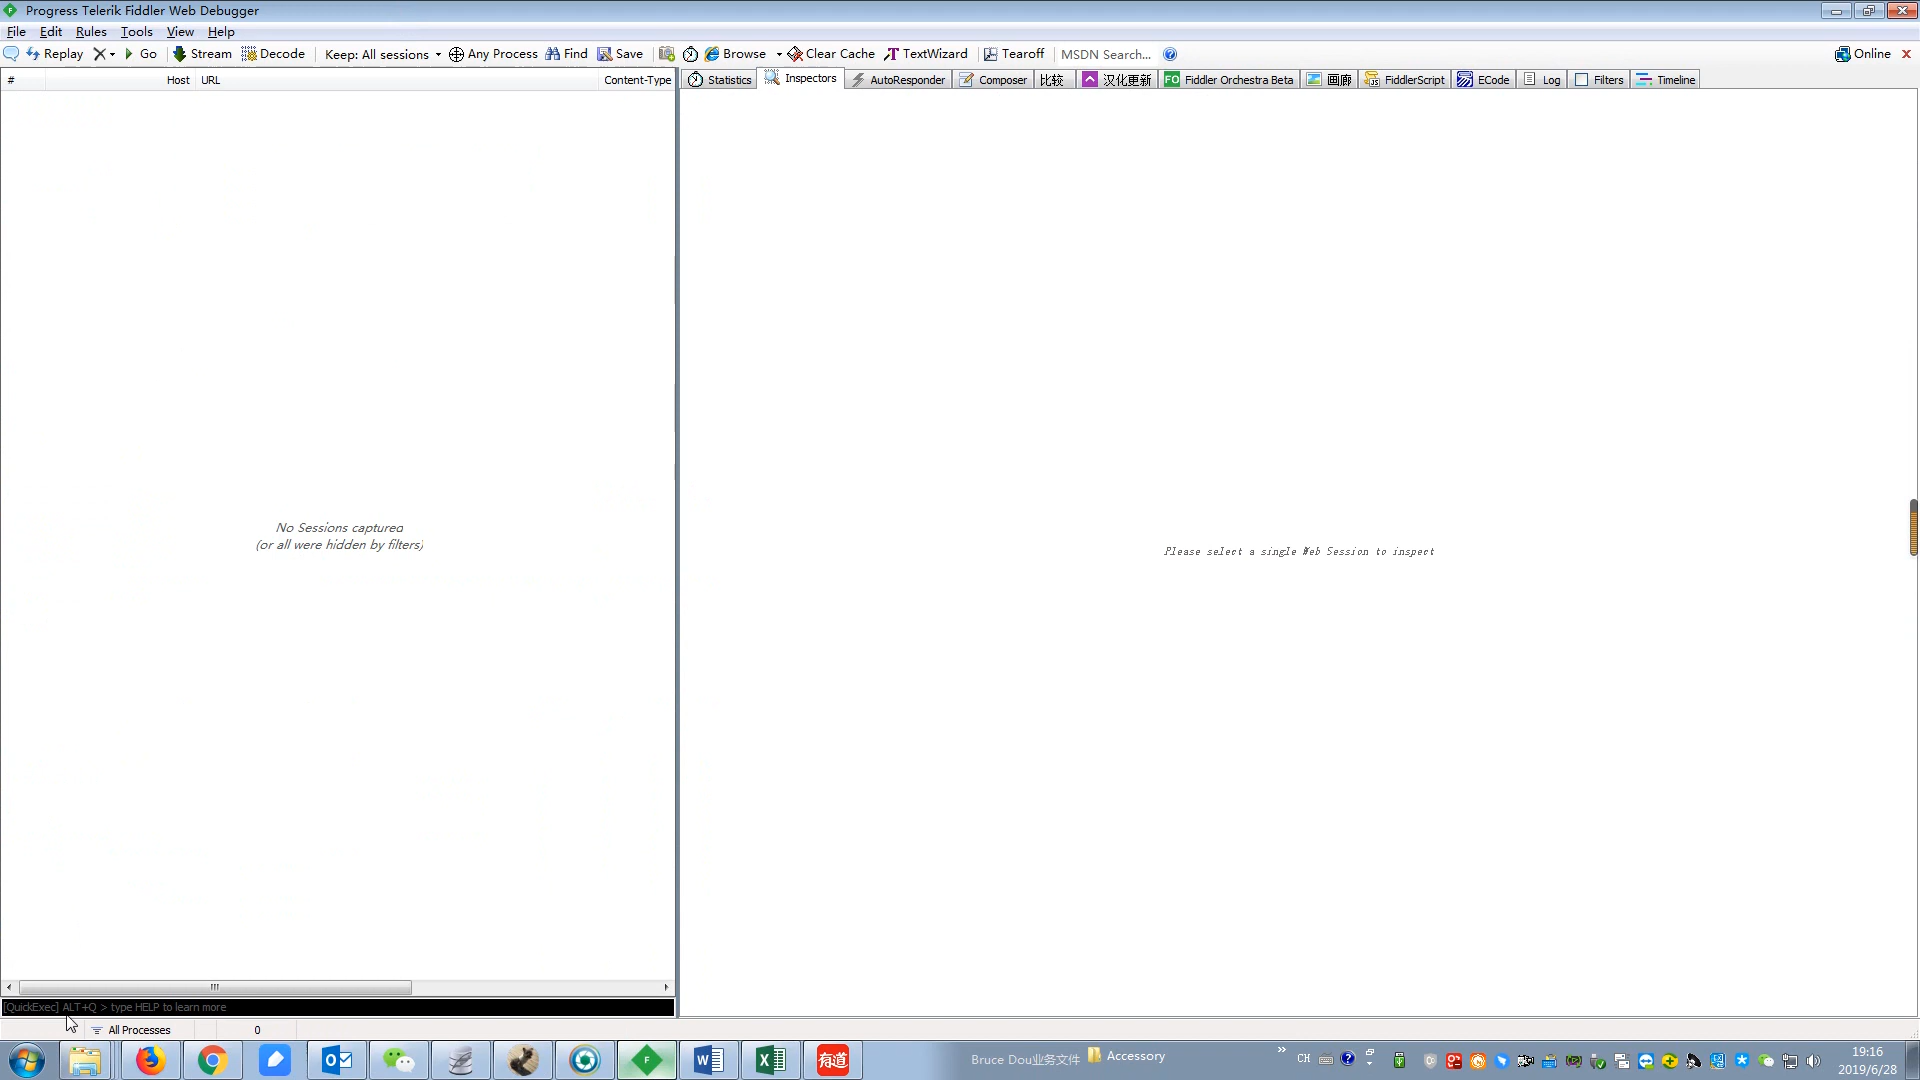 Progress Telerik Fiddler Web Debugger
File Edit Rules Tools View Help
Replay Go Stream Decode Keep: All sessions Any Process Find Save Browse Clear Cache TextWizard Tearoff MSDN Search... Online
# Host URL Content-Type
Statistics Inspectors AutoResponder Composer 比较 汉化更新 FO Fiddler Orchestra Beta 画廊 FiddlerScript ECode Log Filters Timeline
No Sessions captured
(or all were hidden by filters)
Please select a single Web Session to inspect
[QuickExec] ALT+Q > type HELP to learn more
All Processes 0
有道 Bruce Dou业务文件 Accessory CH
19:16
2019/6/28